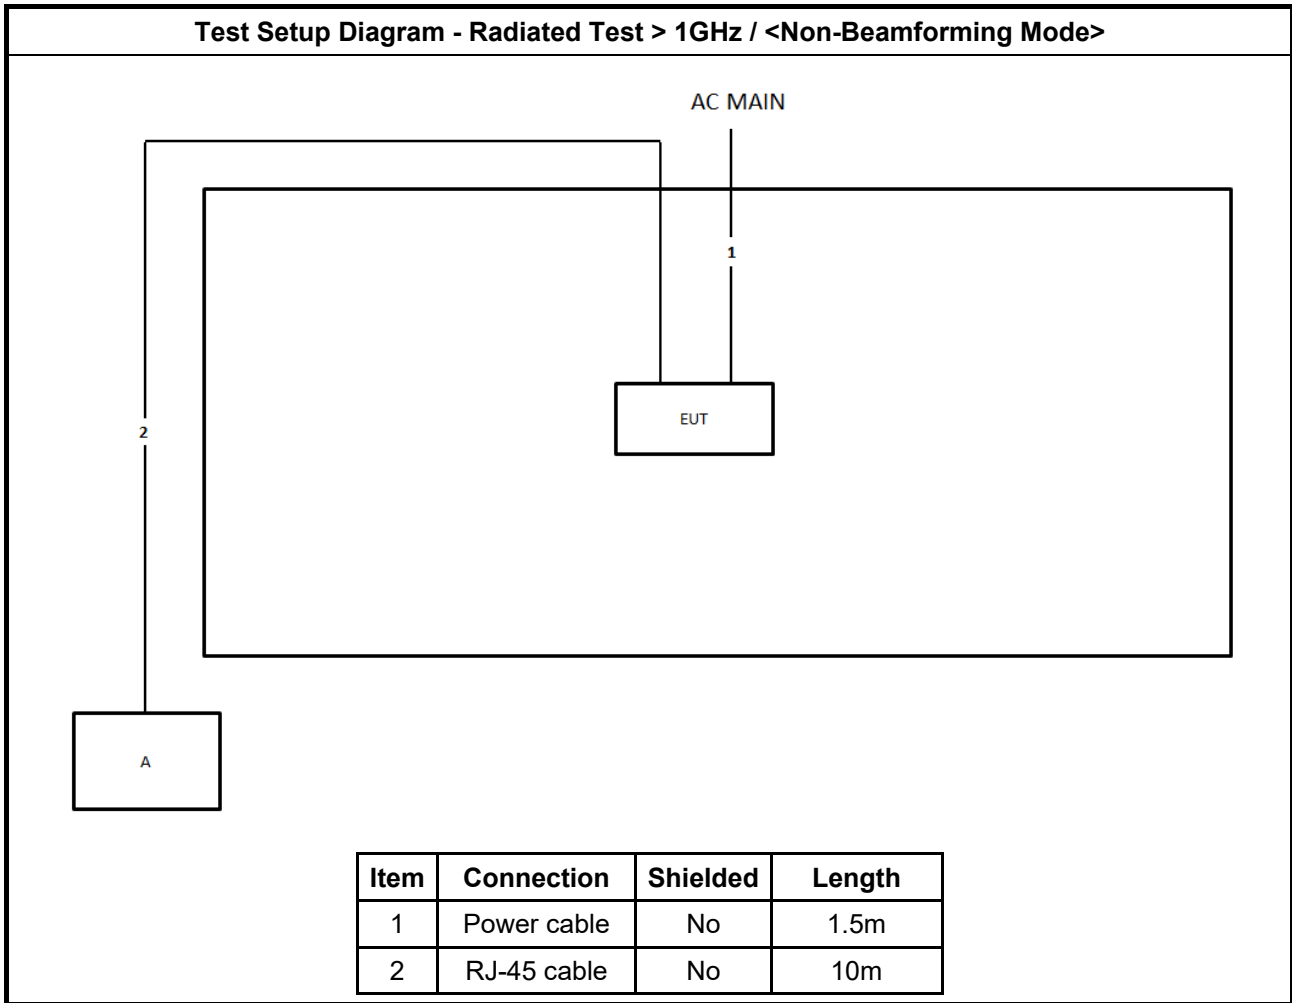 Test Setup Diagram - Radiated Test > 1GHz / <Non-Beamforming Mode>
AC MAIN
1
EUT
2
A
Item Connection Shielded Length
1 Power cable No 1.5m
2 RJ-45 cable No 10m